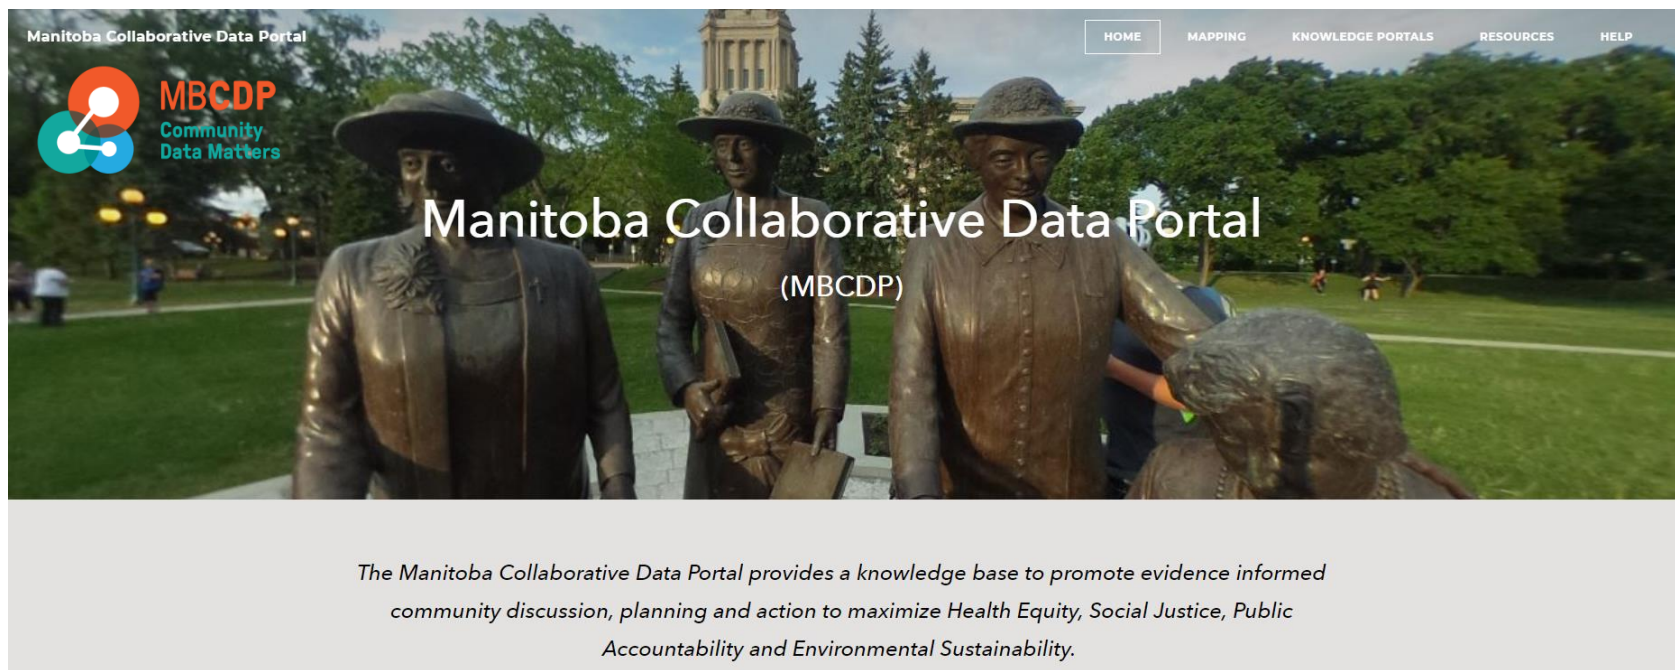 Manitoba Collaborative Data Portal
HOME
MAPPING
KNOWLEDGE PORTALS
RESOURCES
HELP
MBCDP
Community
Data Matters
Manitoba Collaborative Data Portal
(MBCDP)
The Manitoba Collaborative Data Portal provides a knowledge base to promote evidence informed
community discussion, planning and action to maximize Health Equity, Social Justice, Public
Accountability and Environmental Sustainability.